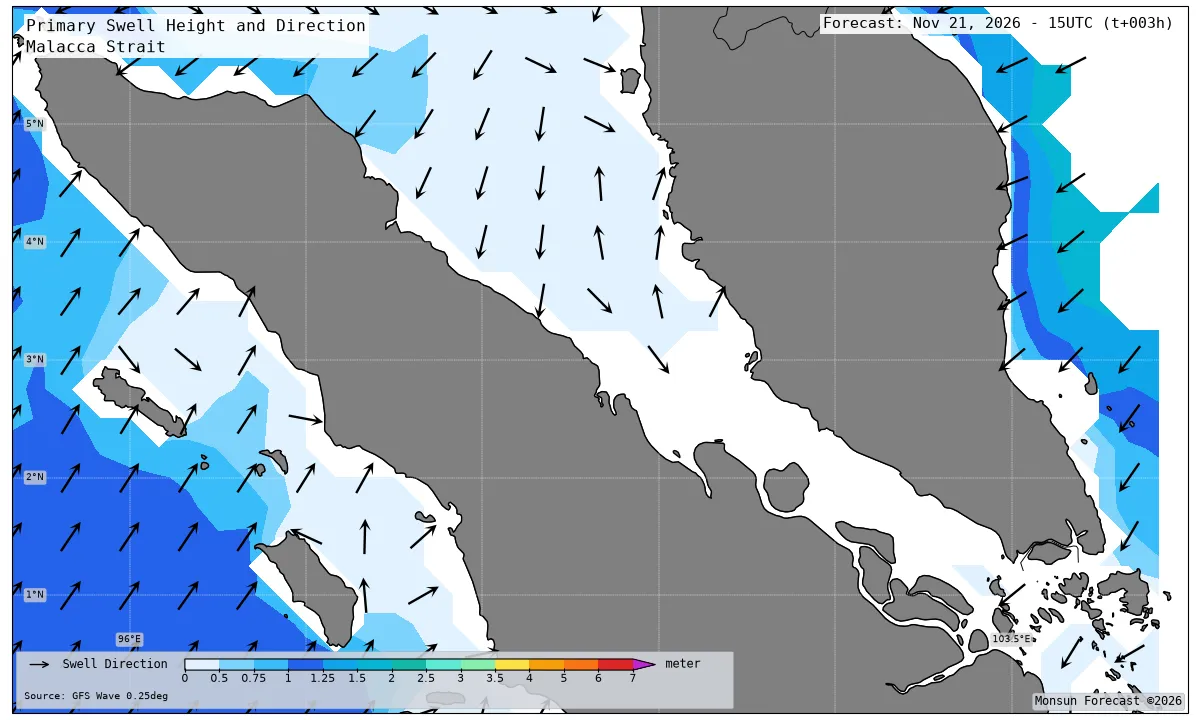 Primary Swell Height and Direction
Malacca Strait
Forecast: Nov 21, 2026 - 15UTC (t+003h)
5°N
4°N
3°N
2°N
1°N
96°E
103.5°E
Swell Direction
0 0.5 0.75 1 1.25 1.5 2 2.5 3 3.5 4 5 6 7
meter
Source: GFS Wave 0.25deg
Monsun Forecast ©2026